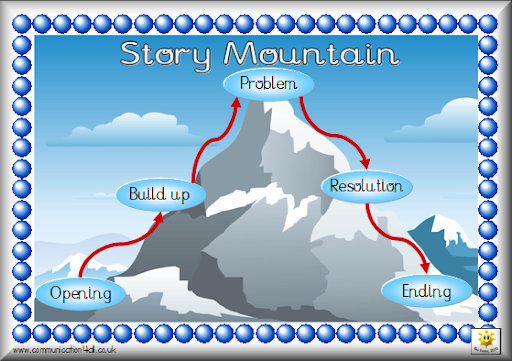 Story Mountain
Problem
Build up
Resolution
Opening
Ending
www.communication4all.co.uk